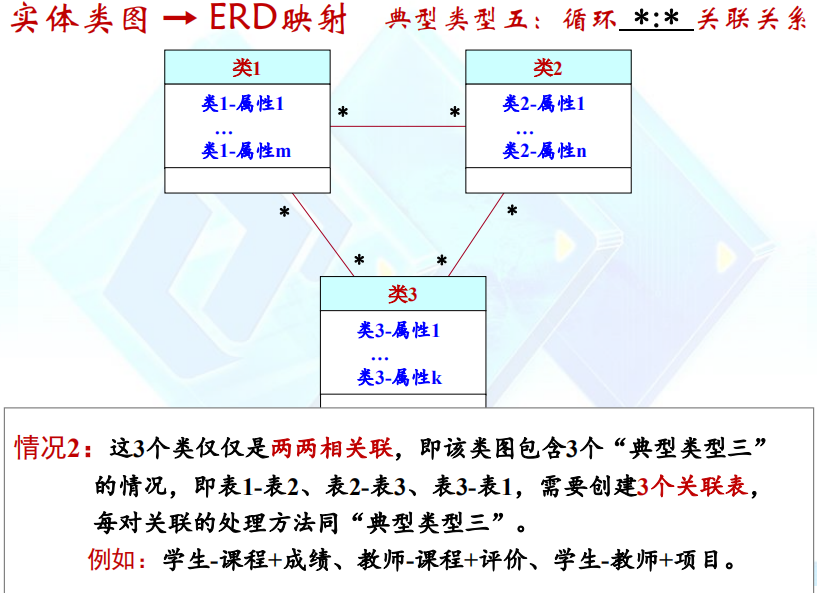 实体类图 → ERD映射 典型类型五：循环 *:* 关联关系
类1
类1-属性1
…
类1-属性m
类2
类2-属性1
…
类2-属性n
* *
* *
* *
类3
类3-属性1
…
类3-属性k
情况2：这3个类仅仅是两两相关联，即该类图包含3个“典型类型三”
的情况，即表1-表2、表2-表3、表3-表1，需要创建3个关联表，
每对关联的处理方法同“典型类型三”。
例如：学生-课程+成绩、教师-课程+评价、学生-教师+项目。